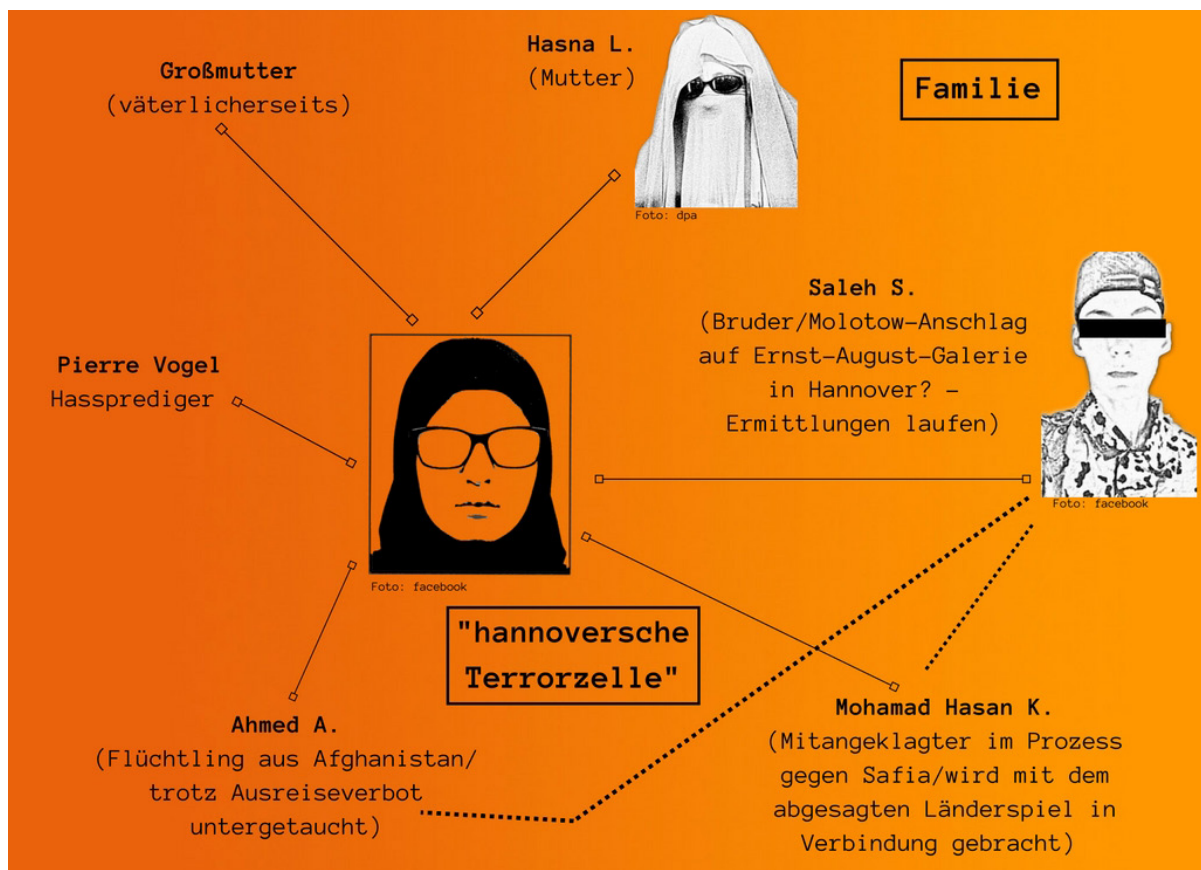 Hasna L.
(Mutter)
Familie
Großmutter
(väterlicherseits)
Foto: dpa
Saleh S.
(Bruder/Molotow-Anschlag
auf Ernst-August-Galerie
in Hannover? -
Ermittlungen laufen)
Pierre Vogel
Hassprediger
Foto: facebook
Foto: facebook
"hannoversche
Terrorzelle"
Ahmed A.
(Flüchtling aus Afghanistan/
trotz Ausreiseverbot
untergetaucht)
Mohamad Hasan K.
(Mitangeklagter im Prozess
gegen Safia/wird mit dem
abgesagten Länderspiel in
Verbindung gebracht)